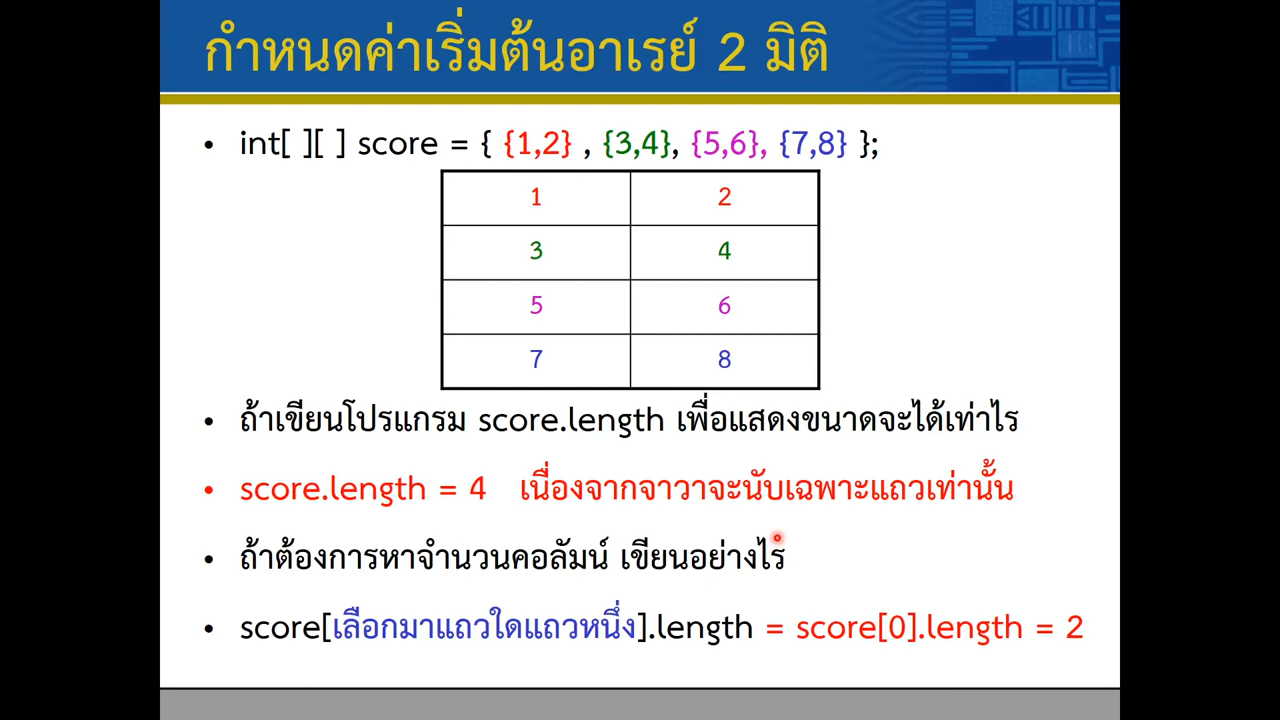 กำหนดค่าเริ่มต้นอาเรย์ 2 มิติ
• int[ ][ ] score = { {1,2} , {3,4}, {5,6}, {7,8} };
1 2
3 4
5 6
7 8
• ถ้าเขียนโปรแกรม score.length เพื่อแสดงขนาดจะได้เท่าไร
• score.length = 4 เนื่องจากจาวาจะนับเฉพาะแถวเท่านั้น
• ถ้าต้องการหาจำนวนคอลัมน์ เขียนอย่างไร
• score[เลือกมาแถวใดแถวหนึ่ง].length = score[0].length = 2